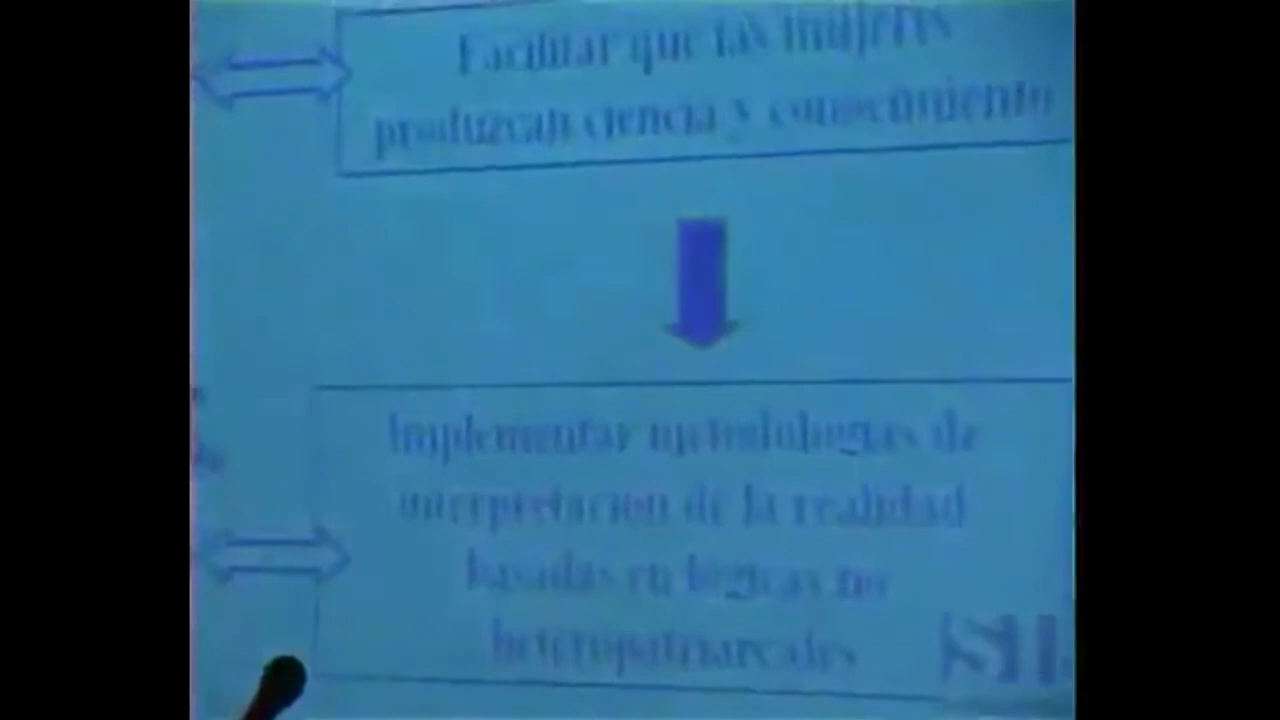 Facilitar que las mujeres
produzcan ciencia y conocimiento
Implementar metodologías de
interpretación de la realidad
basadas en lógicas no
heteropatriarcales